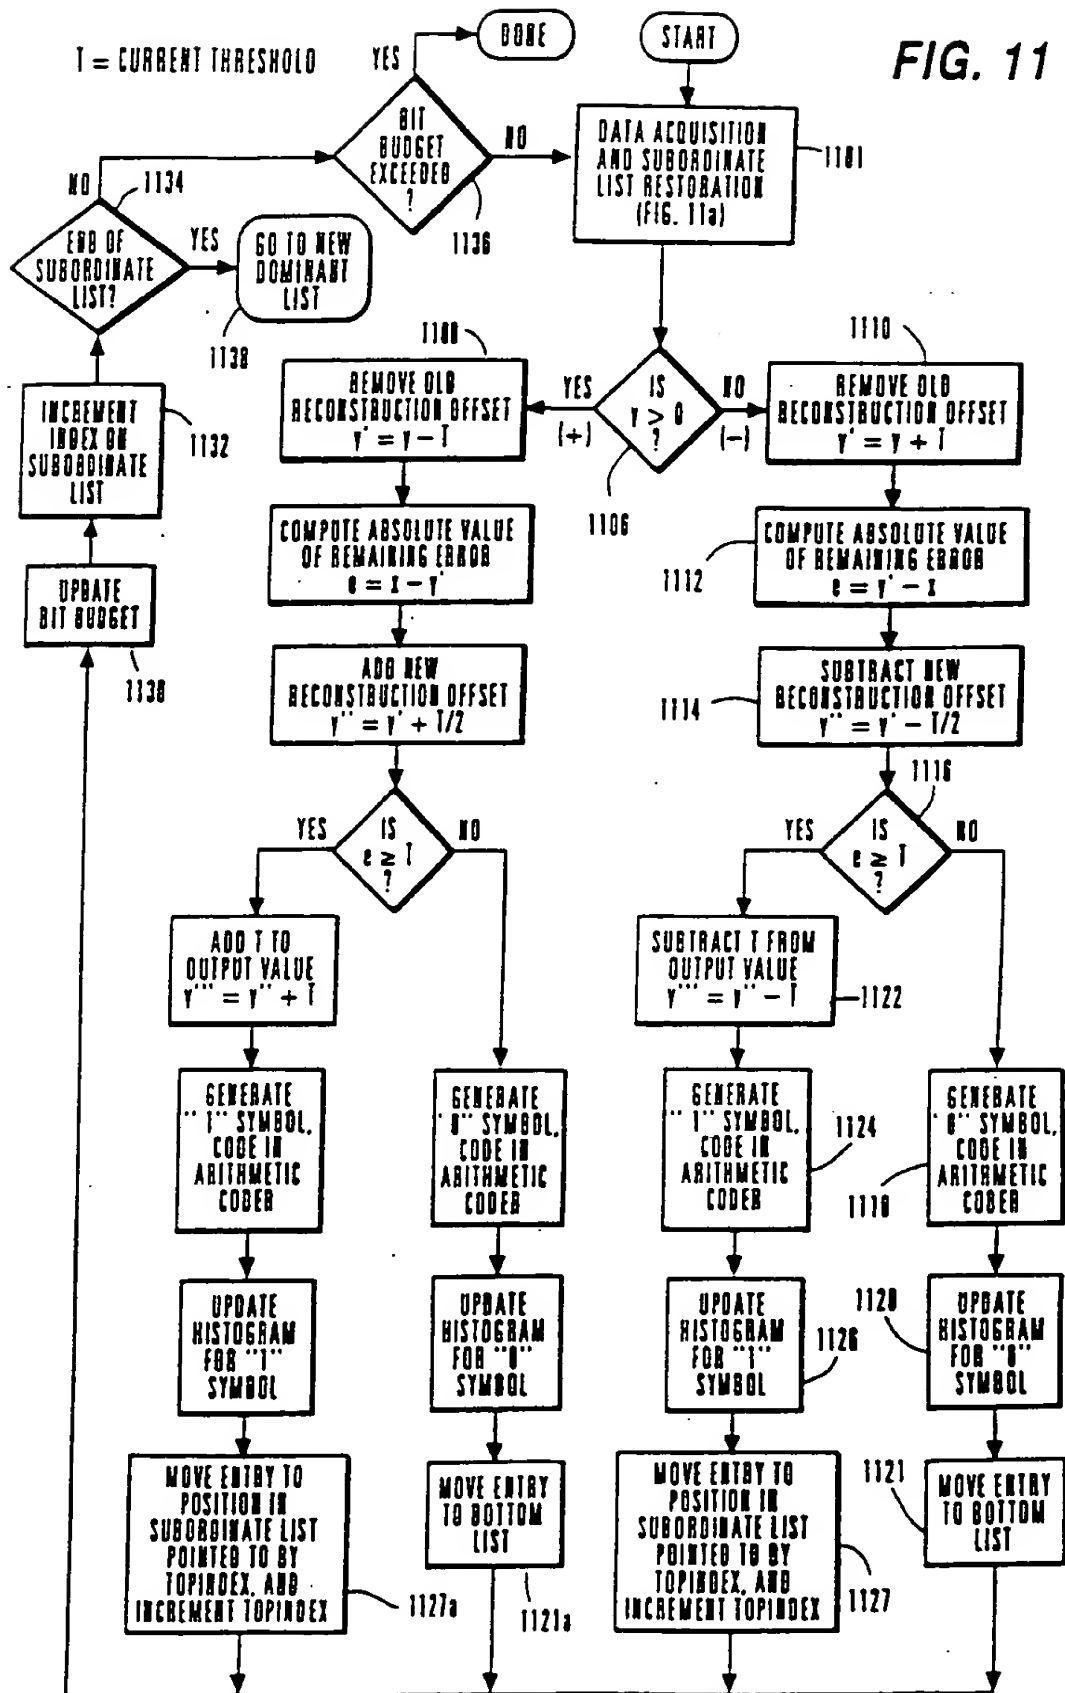 T = CURRENT THRESHOLD
YES
DONE
START
FIG. 11
BIT
BUDGET
EXCEEDED
?
NO
1136
DATA ACQUISITION
AND SUBORDINATE
LIST RESTORATION
(FIG. 11a)
1101
NO
1134
END OF
SUBORDINATE
LIST?
YES
GO TO NEW
DOMINANT
LIST
1138
INCREMENT
INDEX ON
SUBORDINATE
LIST
1132
UPDATE
BIT BUDGET
1130
1108
REMOVE OLD
RECONSTRUCTION OFFSET
y' = y - T
YES
(+)
IS
y > 0
?
NO
(-)
1106
1110
REMOVE OLD
RECONSTRUCTION OFFSET
y' = y + T
COMPUTE ABSOLUTE VALUE
OF REMAINING ERROR
e = x - y'
1112
COMPUTE ABSOLUTE VALUE
OF REMAINING ERROR
e = y' - x
ADD NEW
RECONSTRUCTION OFFSET
y'' = y' + T/2
1114
SUBTRACT NEW
RECONSTRUCTION OFFSET
y'' = y' - T/2
YES
IS
e ≥ T
?
NO
1116
YES
IS
e ≥ T
?
NO
ADD T TO
OUTPUT VALUE
y''' = y'' + T
SUBTRACT T FROM
OUTPUT VALUE
y''' = y'' - T
1122
GENERATE
"1" SYMBOL,
CODE IN
ARITHMETIC
CODER
GENERATE
"0" SYMBOL,
CODE IN
ARITHMETIC
CODER
GENERATE
"1" SYMBOL,
CODE IN
ARITHMETIC
CODER
1124
GENERATE
"0" SYMBOL,
CODE IN
ARITHMETIC
CODER
1118
UPDATE
HISTOGRAM
FOR "1"
SYMBOL
UPDATE
HISTOGRAM
FOR "0"
SYMBOL
UPDATE
HISTOGRAM
FOR "1"
SYMBOL
1126
1120
UPDATE
HISTOGRAM
FOR "0"
SYMBOL
MOVE ENTRY TO
POSITION IN
SUBORDINATE LIST
POINTED TO BY
TOPINDEX, AND
INCREMENT TOPINDEX
1127a
MOVE ENTRY
TO BOTTOM
LIST
1121a
MOVE ENTRY TO
POSITION IN
SUBORDINATE LIST
POINTED TO BY
TOPINDEX, AND
INCREMENT TOPINDEX
1127
1121
MOVE ENTRY
TO BOTTOM
LIST